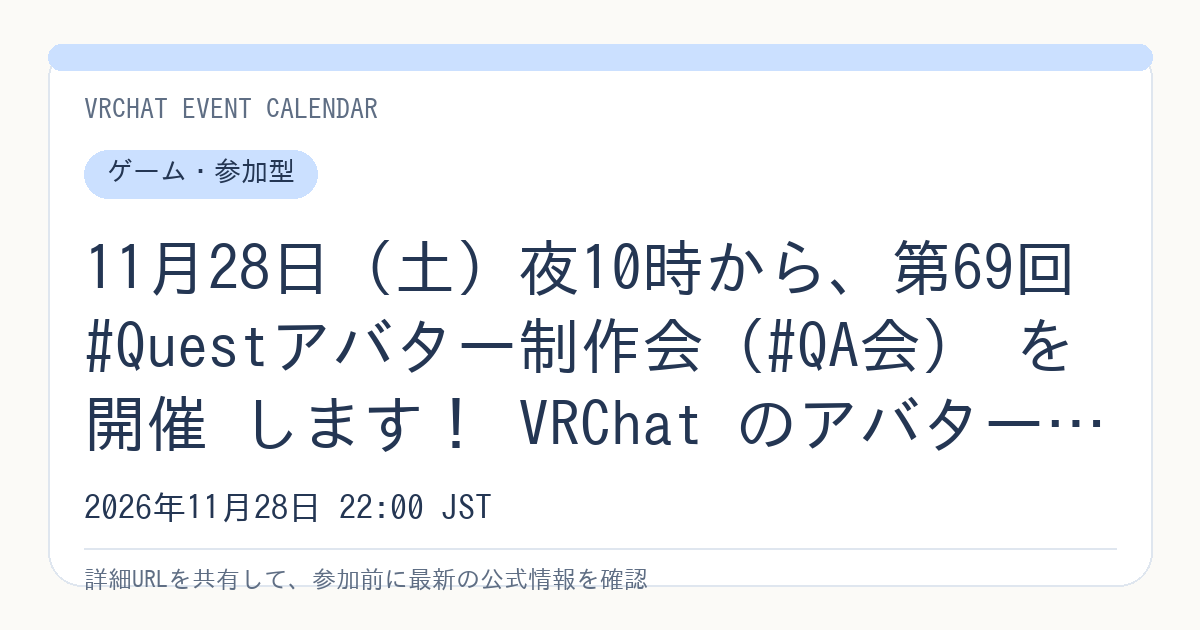 VRCHAT EVENT CALENDAR
ゲーム・参加型
11月28日（土）夜10時から、第69回
#Questアバター制作会（#QA会） を
開催 します！ VRChat のアバター…
2026年11月28日 22:00 JST
詳細URLを共有して、参加前に最新の公式情報を確認